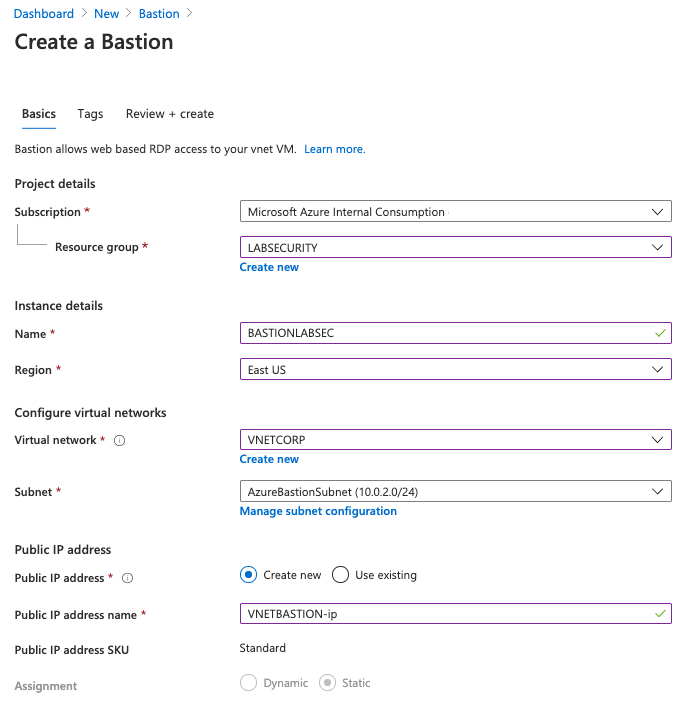 Dashboard > New > Bastion >
Create a Bastion
Basics Tags Review + create
Bastion allows web based RDP access to your vnet VM. Learn more.
Project details
Subscription * Microsoft Azure Internal Consumption
Resource group * LABSECURITY
Create new
Instance details
Name * BASTIONLABSEC
Region * East US
Configure virtual networks
Virtual network * VNETCORP
Create new
Subnet * AzureBastionSubnet (10.0.2.0/24)
Manage subnet configuration
Public IP address
Public IP address * Create new Use existing
Public IP address name * VNETBASTION-ip
Public IP address SKU Standard
Assignment Dynamic Static